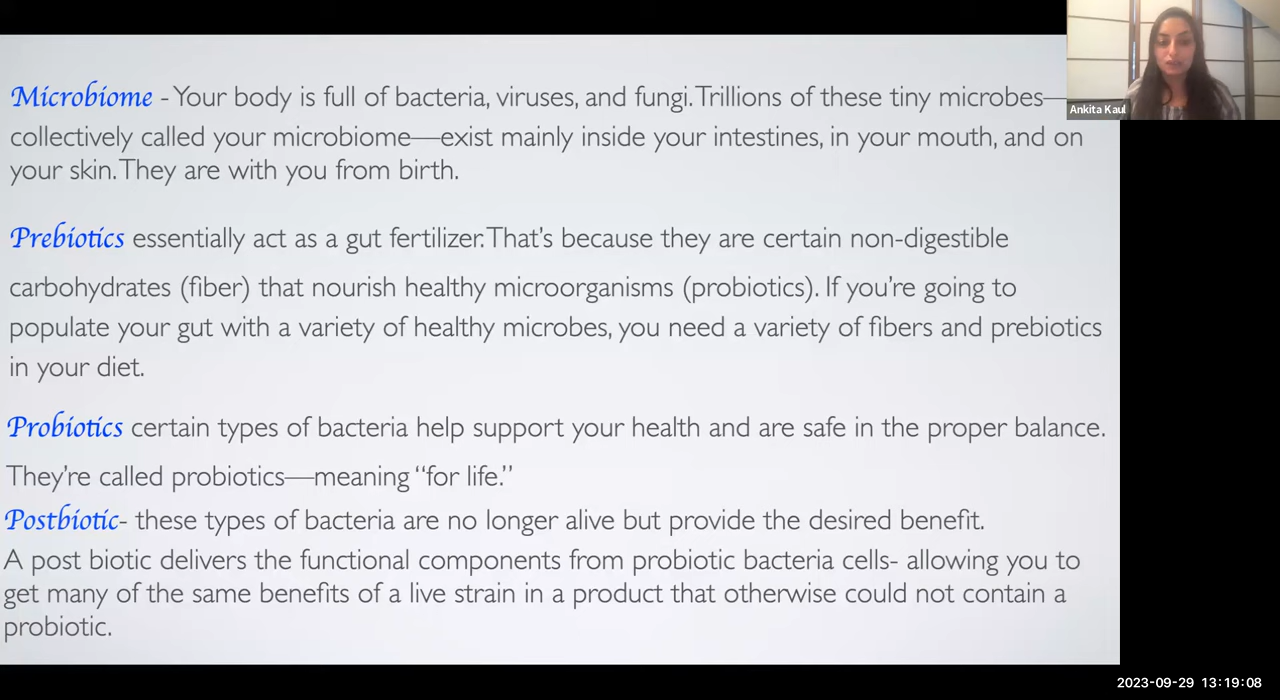 Microbiome - Your body is full of bacteria, viruses, and fungi. Trillions of these tiny microbes—
collectively called your microbiome—exist mainly inside your intestines, in your mouth, and on
your skin. They are with you from birth.
Prebiotics essentially act as a gut fertilizer. That's because they are certain non-digestible
carbohydrates (fiber) that nourish healthy microorganisms (probiotics). If you're going to
populate your gut with a variety of healthy microbes, you need a variety of fibers and prebiotics
in your diet.
Probiotics certain types of bacteria help support your health and are safe in the proper balance.
They're called probiotics—meaning “for life.”
Postbiotic- these types of bacteria are no longer alive but provide the desired benefit.
A post biotic delivers the functional components from probiotic bacteria cells- allowing you to
get many of the same benefits of a live strain in a product that otherwise could not contain a
probiotic.
Ankita Kaul
2023-09-29 13:19:08